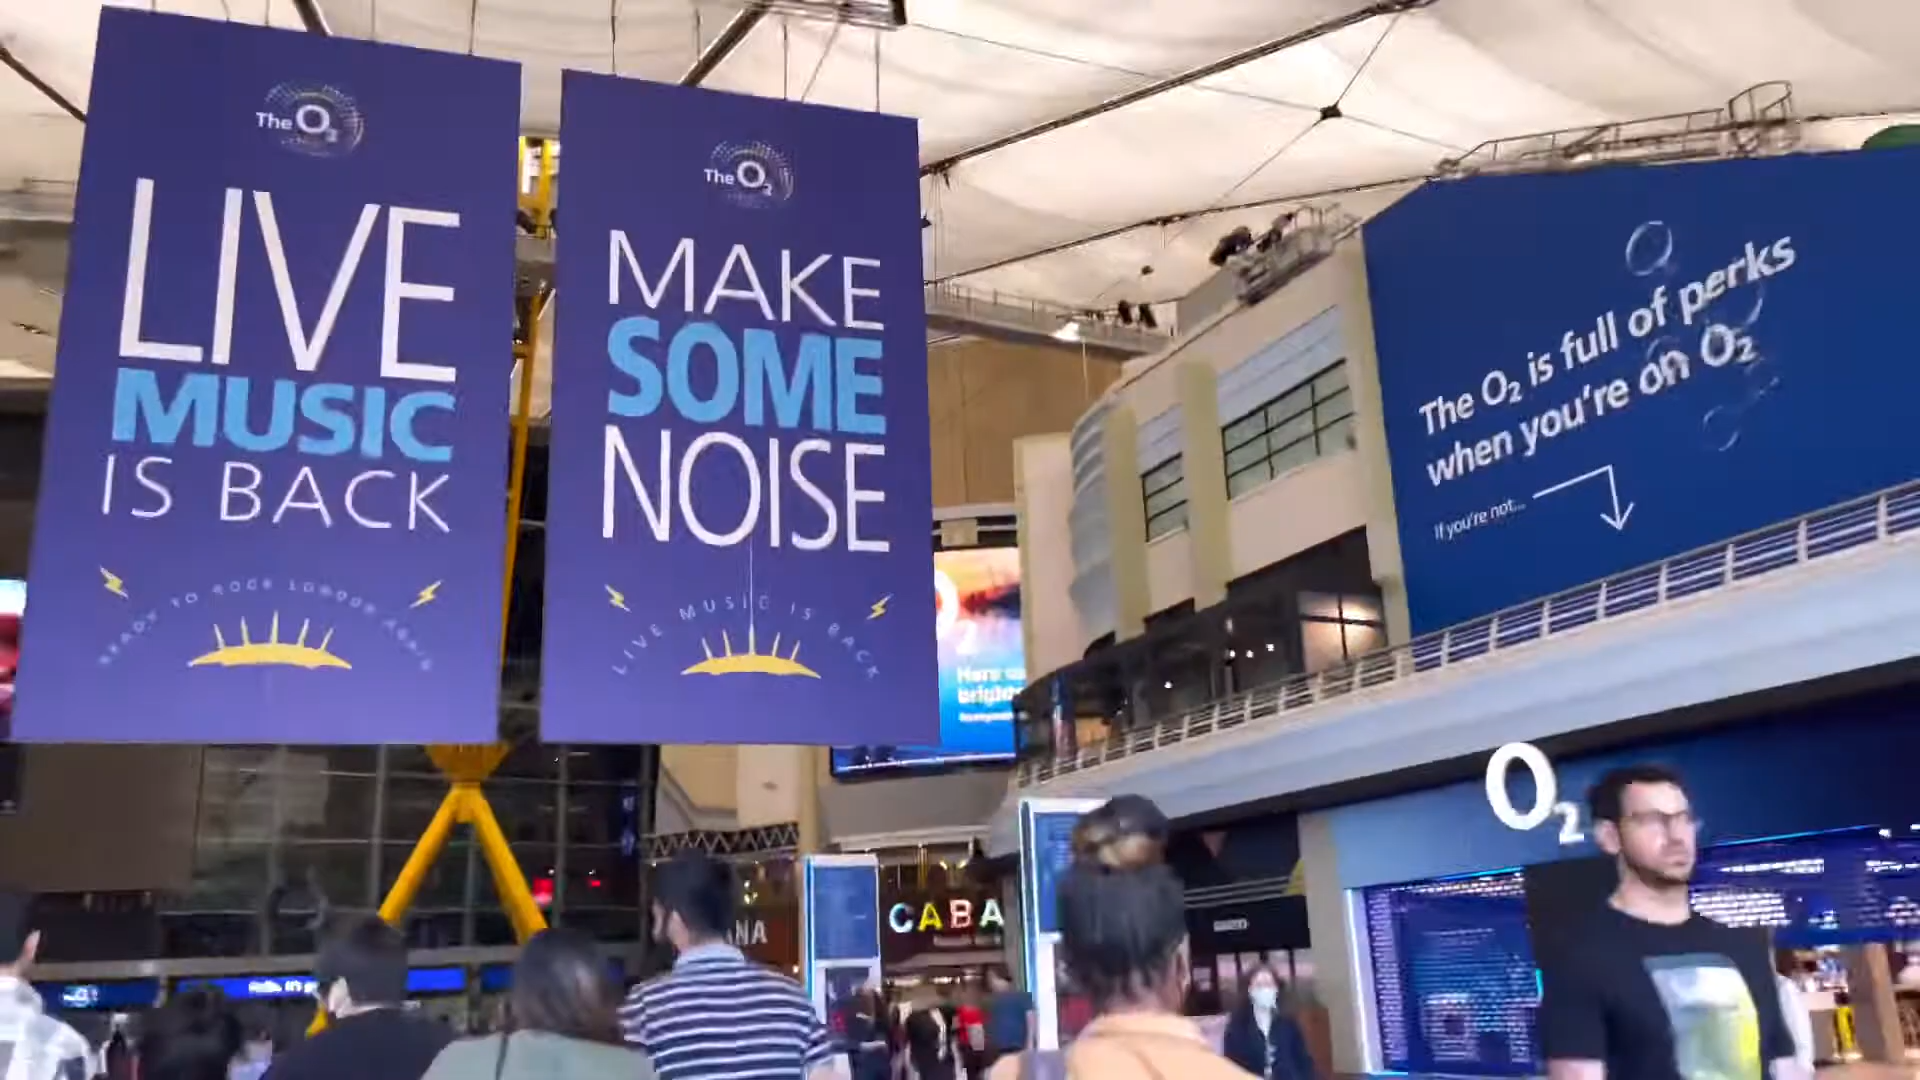 The O2
LIVE
MUSIC
IS BACK
READY TO ROCK LONDON AGAIN
The O2
MAKE
SOME
NOISE
LIVE MUSIC IS BACK
The O₂ is full of perks
when you're on O₂
If you're not...
O₂
CABA
NA